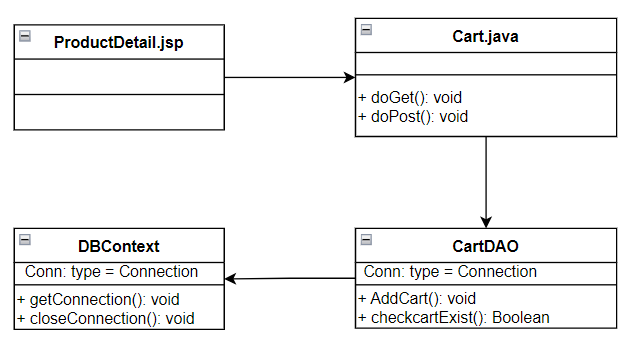 ProductDetail.jsp
Cart.java
+ doGet(): void
+ doPost(): void
DBContext
Conn: type = Connection
+ getConnection(): void
+ closeConnection(): void
CartDAO
Conn: type = Connection
+ AddCart(): void
+ checkcartExist(): Boolean